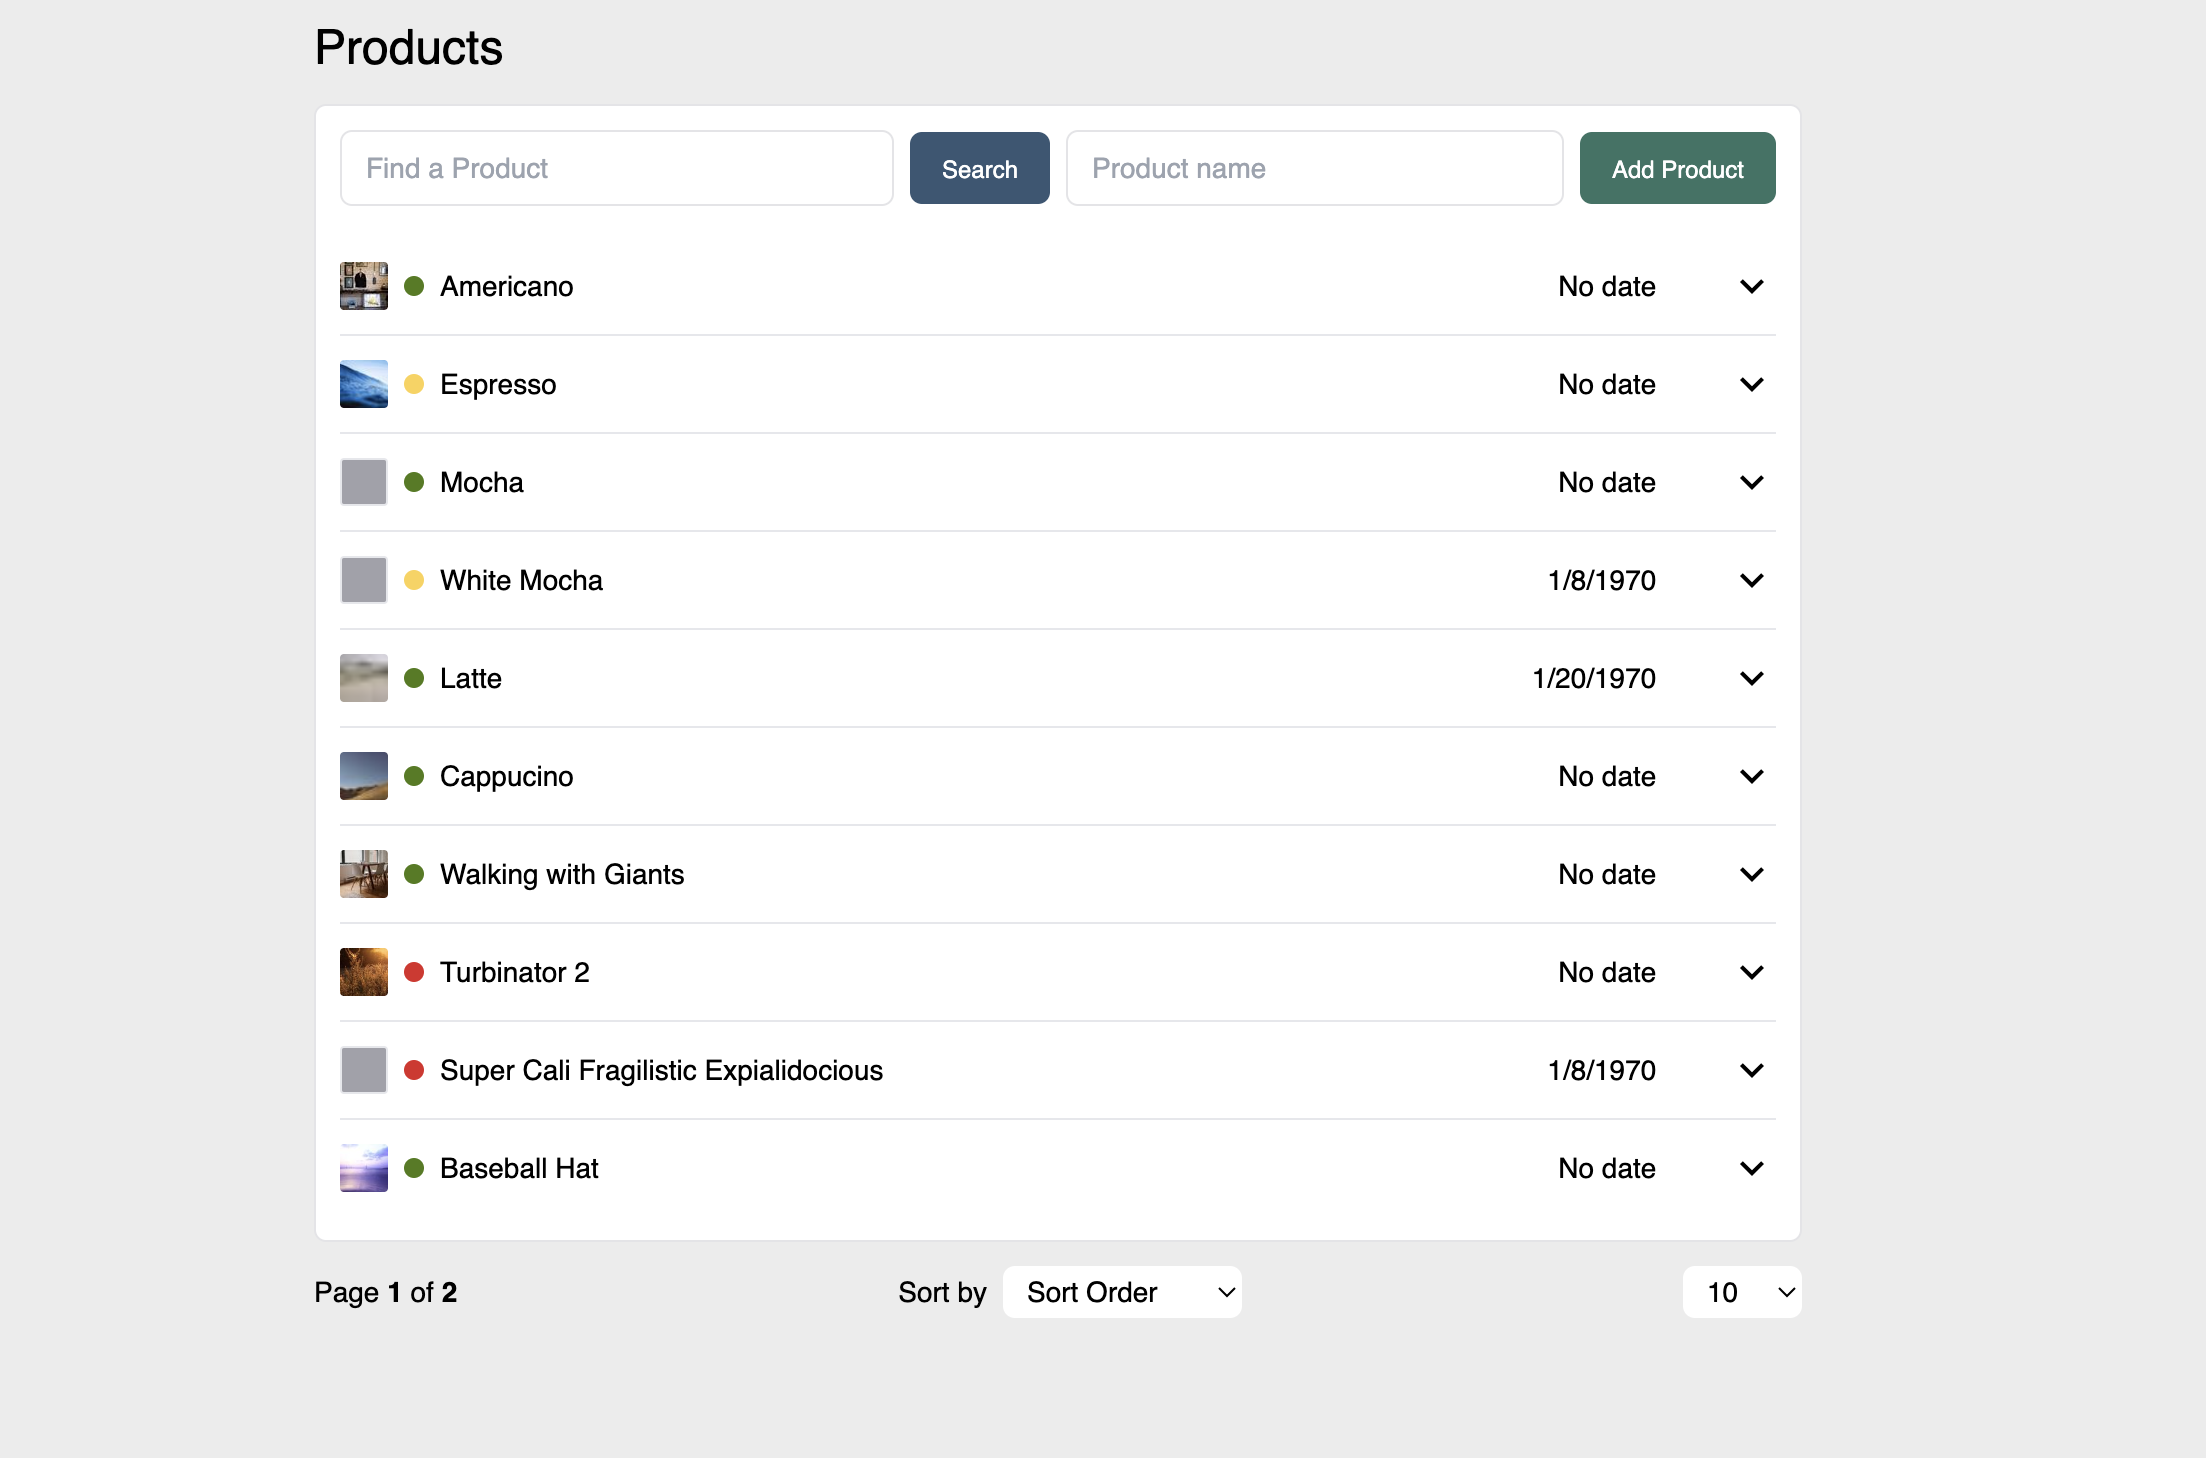 Products
Find a Product Search Product name Add Product
Americano No date
Espresso No date
Mocha No date
White Mocha 1/8/1970
Latte 1/20/1970
Cappucino No date
Walking with Giants No date
Turbinator 2 No date
Super Cali Fragilistic Expialidocious 1/8/1970
Baseball Hat No date
Page 1 of 2 Sort by Sort Order 10